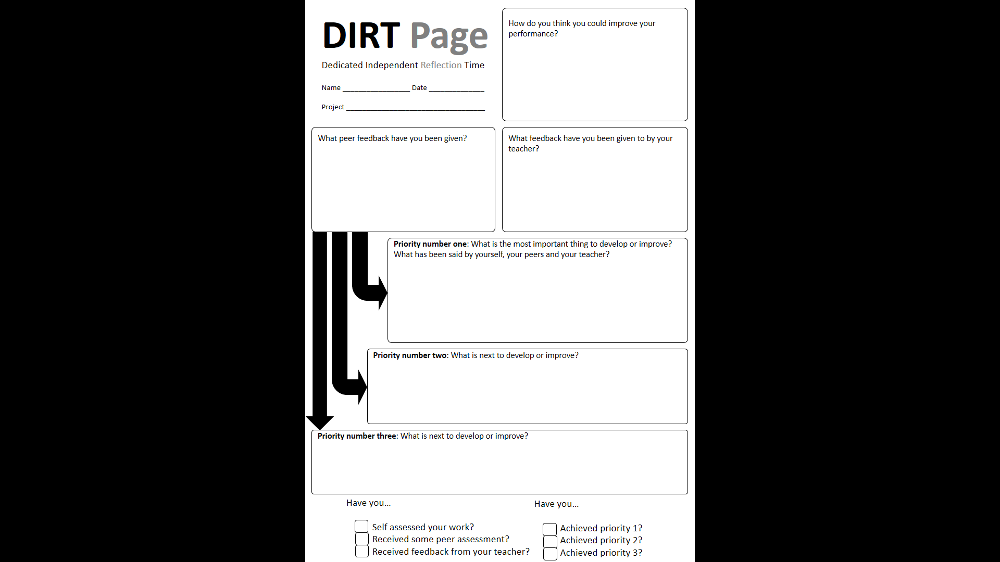 DIRT Page
Dedicated Independent Reflection Time
Name _________________ Date ______________
Project ___________________________________
How do you think you could improve your
performance?
What peer feedback have you been given?
What feedback have you been given to by your
teacher?
Priority number one: What is the most important thing to develop or improve?
What has been said by yourself, your peers and your teacher?
Priority number two: What is next to develop or improve?
Priority number three: What is next to develop or improve?
Have you...
Self assessed your work?
Received some peer assessment?
Received feedback from your teacher?
Have you...
Achieved priority 1?
Achieved priority 2?
Achieved priority 3?